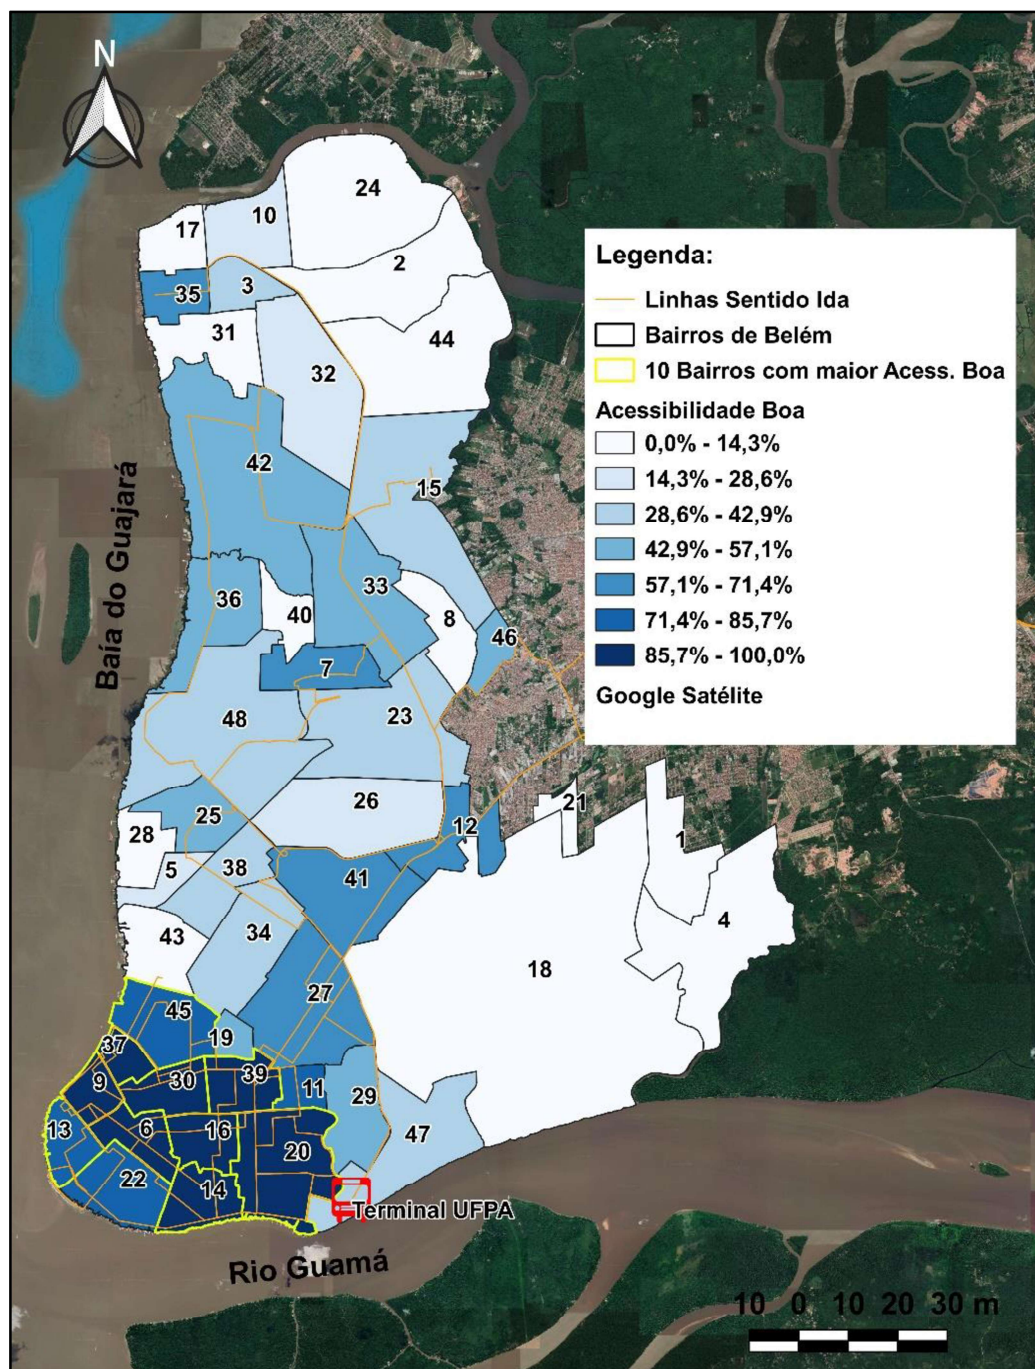 N
24
10
17
2
3
35
31
44
32
Legenda:
Linhas Sentido Ida
Bairros de Belém
10 Bairros com maior Acess. Boa
Acessibilidade Boa
0,0% - 14,3%
14,3% - 28,6%
28,6% - 42,9%
42,9% - 57,1%
57,1% - 71,4%
71,4% - 85,7%
85,7% - 100,0%
Google Satélite
42
15
Baía do Guajará
33
36
40
8
46
7
48
23
26
25
28
12
21
1
38
5
41
4
34
43
18
27
45
19
37
9
30
39
11
29
13
6
16
47
20
22
14
Terminal UFPA
Rio Guamá
10 0 10 20 30 m